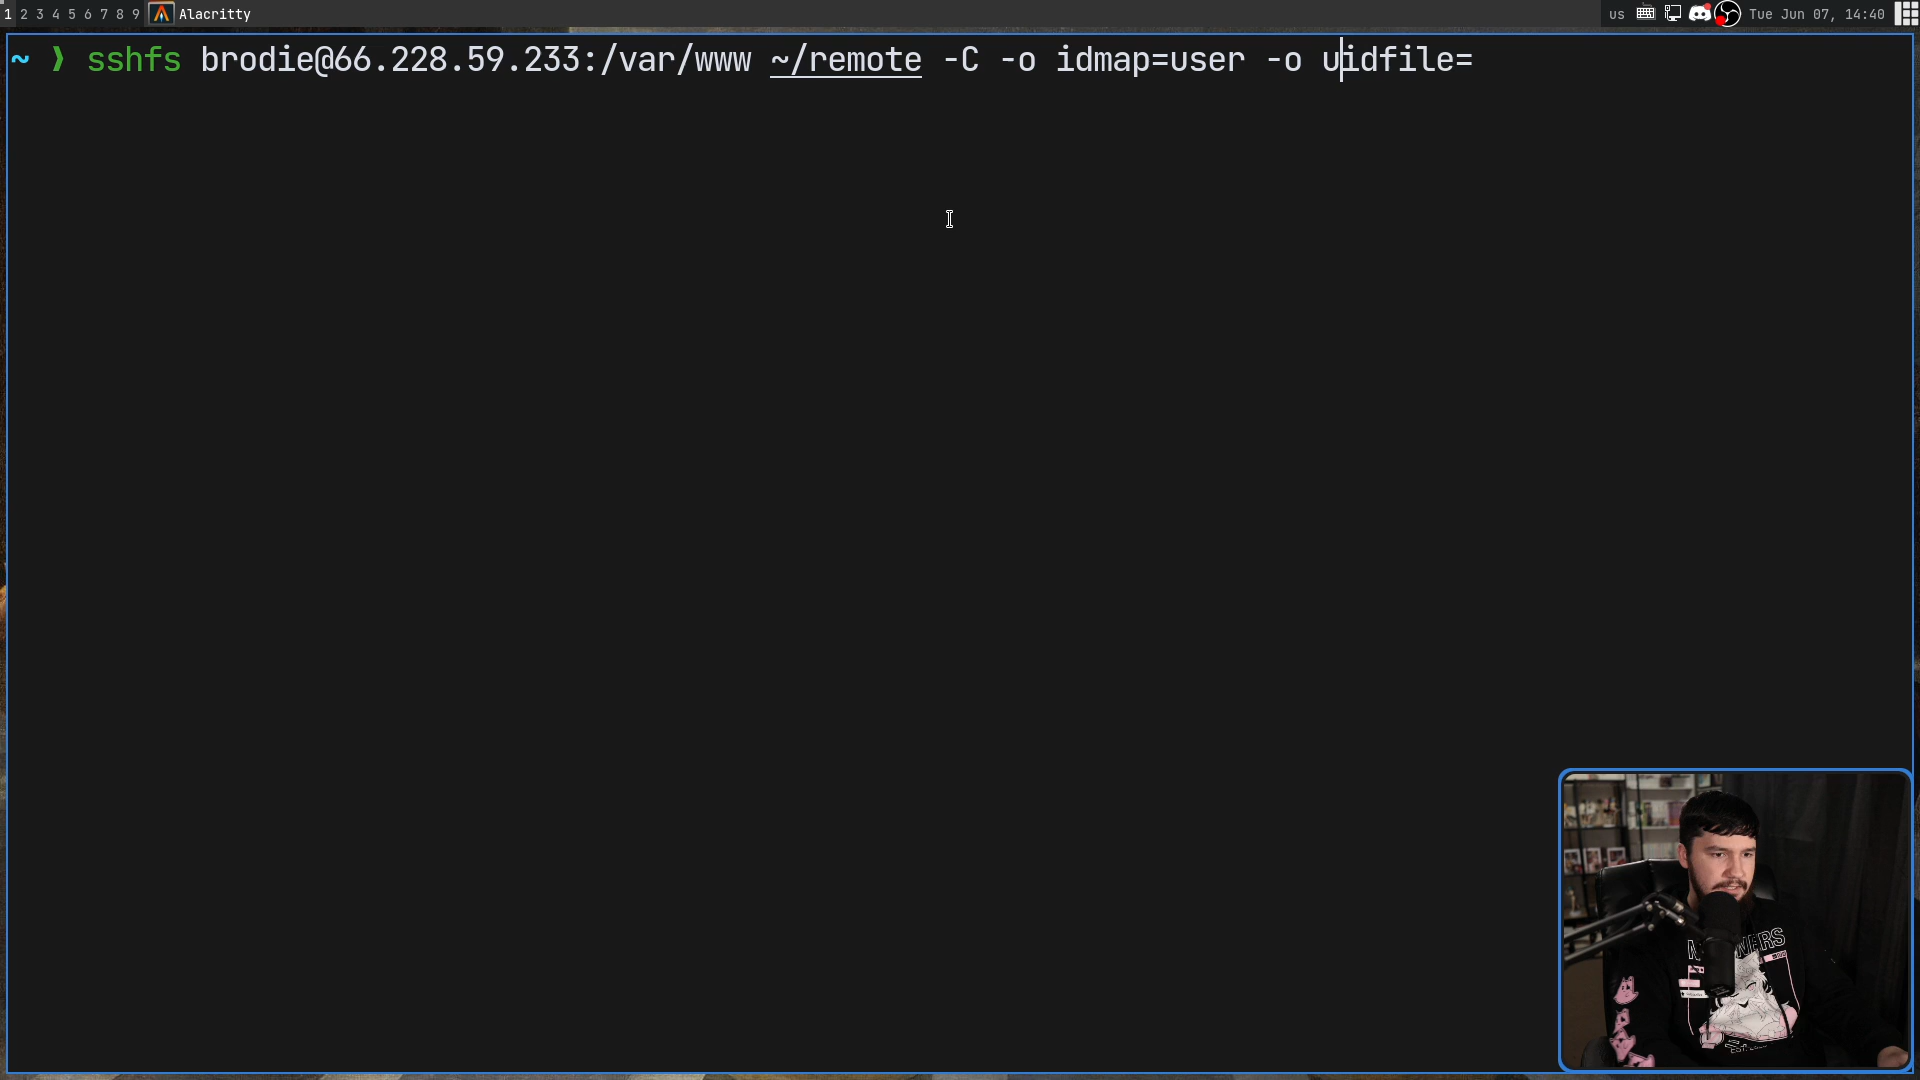 1 2 3 4 5 6 7 8 9 Alacritty us Tue Jun 07, 14:40
~ ❯ sshfs brodie@66.228.59.233:/var/www ~/remote -C -o idmap=user -o uidfile=